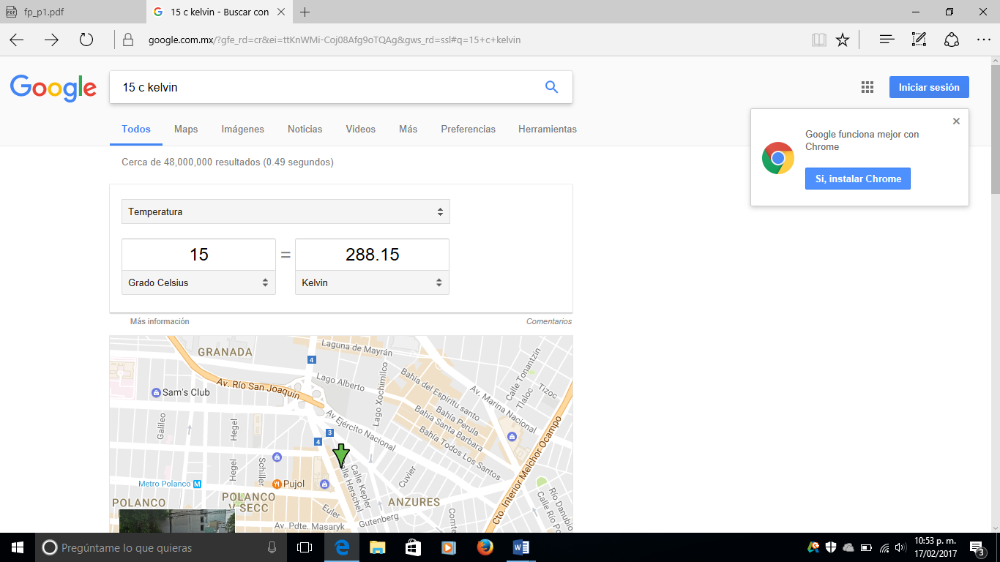 fp_p1.pdf
15 c kelvin - Buscar con
google.com.mx/?gfe_rd=cr&ei=ttKnWMi-Coj08Afg9oTQAg&gws_rd=ssl#q=15+c+kelvin
Google
15 c kelvin
Iniciar sesión
Todos Maps Imágenes Noticias Videos Más Preferencias Herramientas
Google funciona mejor con
Chrome
Sí, instalar Chrome
Cerca de 48,000,000 resultados (0.49 segundos)
Temperatura
15 = 288.15
Grado Celsius Kelvin
Más información Comentarios
GRANADA
Laguna de Mayrán
4
Av. Río San Joaquín
Lago Alberto
Lago Xochimilco
Bahía del Espíritu santo
Av. Marina Nacional
Calle Tonantzin
Tlaloc
Tizoc
Sam's Club
Galileo
Hegel
Av Ejército Nacional
Bahía Perula
Bahía Santa Barbara
Bahía Todos Los Santos
Cto. Interior Melchor Ocampo
3
4
Hegel
Schiller
Calle Herschel
Calle Kepler
Cuvier
Metro Polanco M
Pujol
POLANCO
POLANCO
V SECC
Euler
ANZURES
Gutenberg
Av. Pdte. Masaryk
Comte
Río Danubio
Calle Río Po
Pregúntame lo que quieras
10:53 p. m.
17/02/2017
3